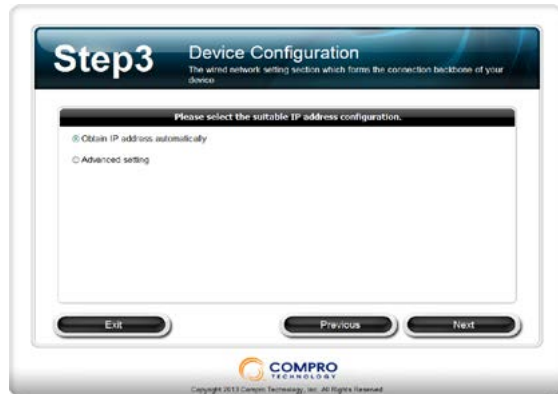 Step3
Device Configuration
The wired network setting section which forms the connection backbone of your
device
Please select the suitable IP address configuration.
Obtain IP address automatically
Advanced setting
Exit
Previous
Next
COMPRO
TECHNOLOGY
Copyright 2013 Compro Technology, Inc. All Rights Reserved